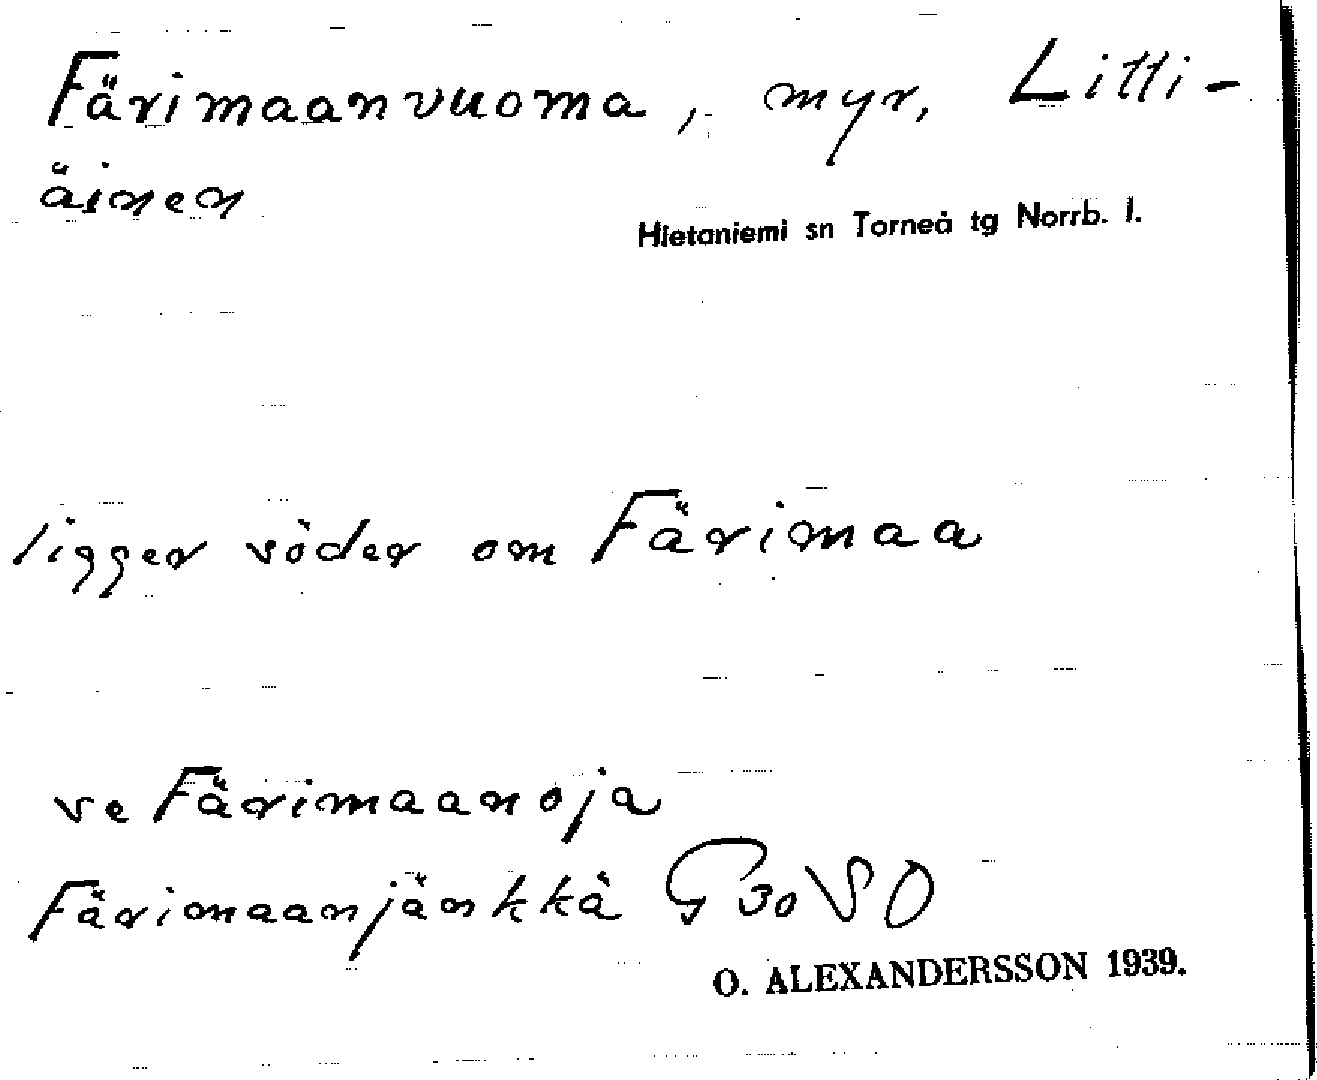 Färimaanvuoma, myr, Litti-
äinen
Hietaniemi sn Torneå tg Norrb. l.
ligger söder om Färimaa
se Färimaanoja
Färimaanjänkkä G 30 SO
O. ALEXANDERSSON 1939.